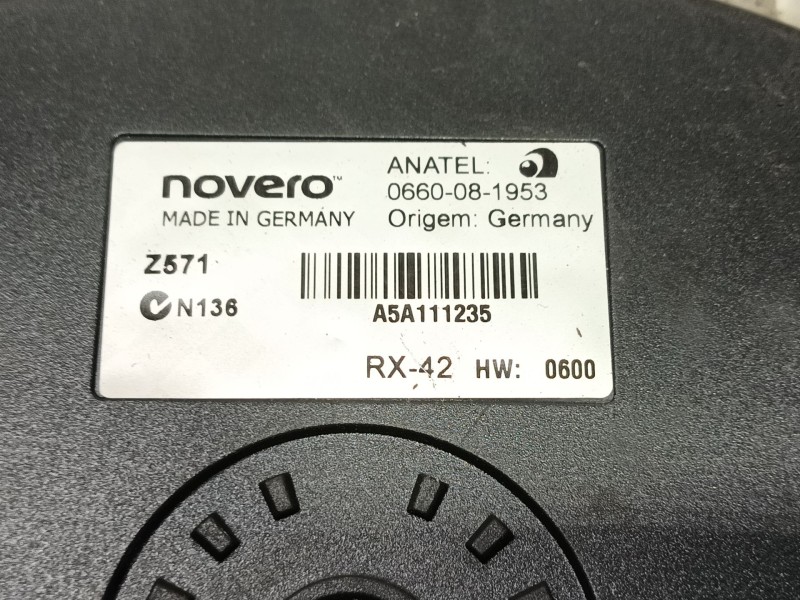 novero™
MADE IN GERMANY
ANATEL:
0660-08-1953
Origem: Germany
Z571
N136
A5A111235
RX-42 HW: 0600